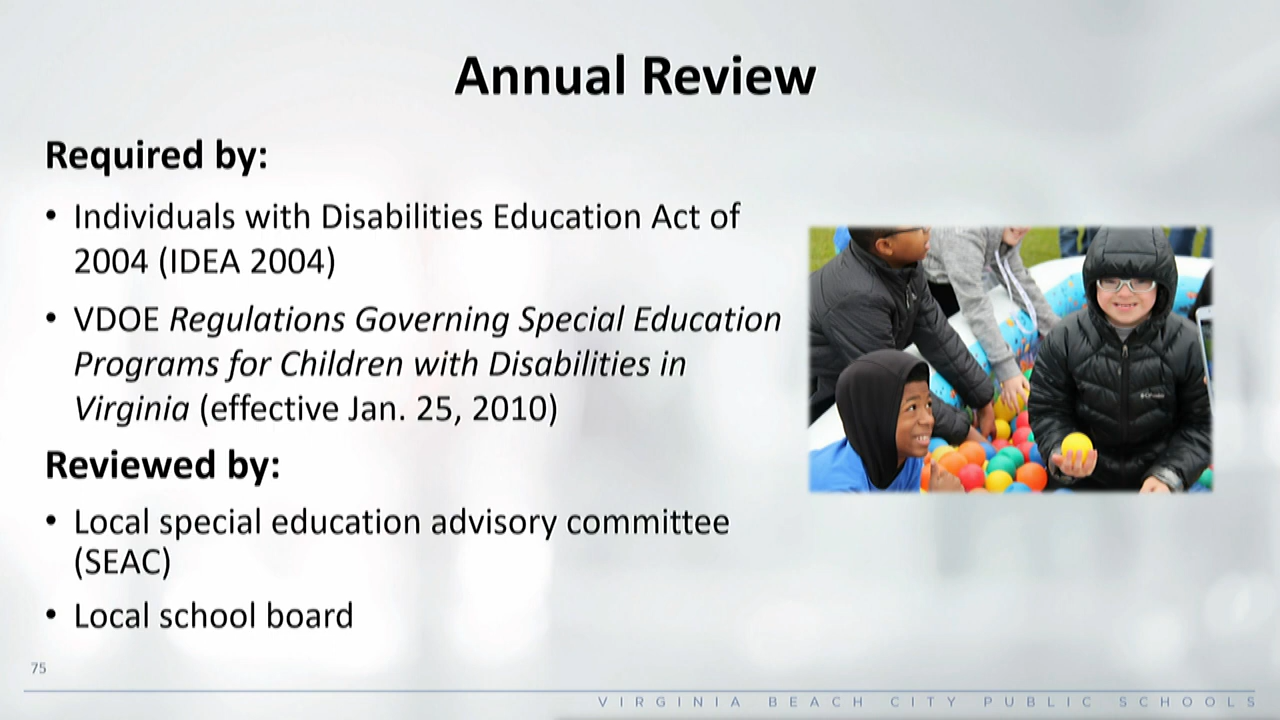 Annual Review
Required by:
• Individuals with Disabilities Education Act of
2004 (IDEA 2004)
• VDOE Regulations Governing Special Education
Programs for Children with Disabilities in
Virginia (effective Jan. 25, 2010)
Reviewed by:
• Local special education advisory committee
(SEAC)
• Local school board
75
VIRGINIA BEACH CITY PUBLIC SCHOOLS